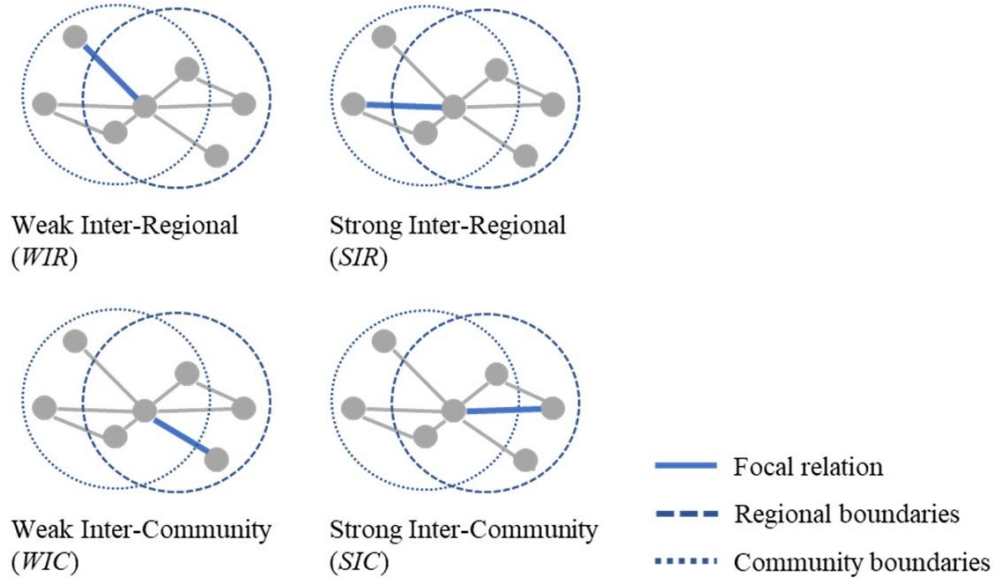 Weak Inter-Regional
(WIR)
Strong Inter-Regional
(SIR)
Weak Inter-Community
(WIC)
Strong Inter-Community
(SIC)
Focal relation
Regional boundaries
Community boundaries